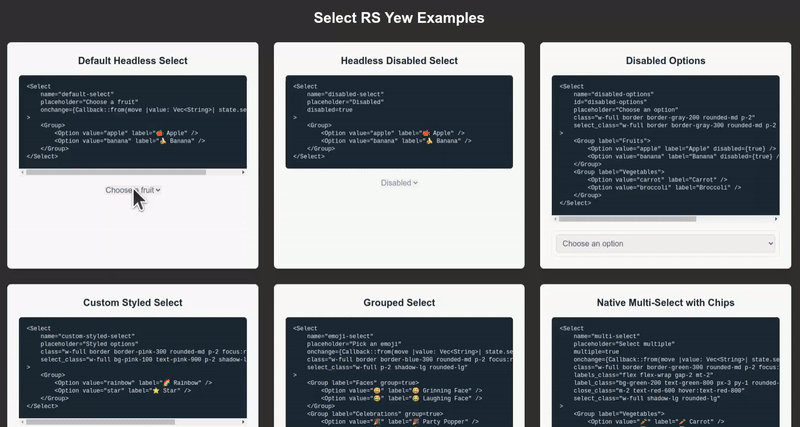 Select RS Yew Examples
Default Headless Select
<Select
    name="default-select"
    placeholder="Choose a fruit"
    onchange={Callback::from(move |value: Vec<String>| state.se
>
    <Group>
        <Option value="apple" label="🍎 Apple" />
        <Option value="banana" label="🍌 Banana" />
    </Group>
</Select>
Choose a fruit
Headless Disabled Select
<Select
    name="disabled-select"
    placeholder="Disabled"
    disabled=true
>
    <Group>
        <Option value="apple" label="🍎 Apple" />
        <Option value="banana" label="🍌 Banana" />
    </Group>
</Select>
Disabled
Disabled Options
<Select
    name="disabled-options"
    id="disabled-options"
    placeholder="Choose an option"
    class="w-full border border-gray-200 rounded-md p-2"
    select_class="w-full border border-gray-300 rounded-md p-2
>
    <Group label="Fruits">
        <Option value="apple" label="Apple" disabled={true} />
        <Option value="banana" label="Banana" disabled={true} /
    </Group>
    <Group label="Vegetables">
        <Option value="carrot" label="Carrot" />
        <Option value="broccoli" label="Broccoli" />
    </Group>
</Select>
Choose an option
Custom Styled Select
<Select
    name="custom-styled-select"
    placeholder="Styled options"
    class="w-full border border-pink-300 rounded-md p-2 focus:r
    select_class="w-full bg-pink-100 text-pink-900 p-2 shadow-l
>
    <Group>
        <Option value="rainbow" label="🌈 Rainbow" />
        <Option value="star" label="⭐ Star" />
    </Group>
</Select>
Grouped Select
<Select
    name="emoji-select"
    placeholder="Pick an emoji"
    onchange={Callback::from(move |value: Vec<String>| state.se
    class="w-full border border-blue-300 rounded-md p-2 focus:r
    select_class="w-full p-2 shadow-lg rounded-lg"
>
    <Group label="Faces" group=true>
        <Option value="😀" label="😀 Grinning Face" />
        <Option value="😂" label="😂 Laughing Face" />
    </Group>
    <Group label="Celebrations" group=true>
        <Option value="🎉" label="🎉 Party Popper" />
Native Multi-Select with Chips
<Select
    name="multi-select"
    placeholder="Select multiple"
    multiple=true
    onchange={Callback::from(move |value: Vec<String>| state.se
    labels_class="flex flex-wrap gap-2 mt-2"
    label_class="bg-green-200 text-green-800 px-3 py-1 rounded-
    close_class="m-2 text-red-600 hover:text-red-800"
    select_class="w-full shadow-lg rounded-lg"
>
    <Group label="Vegetables">
        <Option value="🥕" label="🥕 Carrot" />